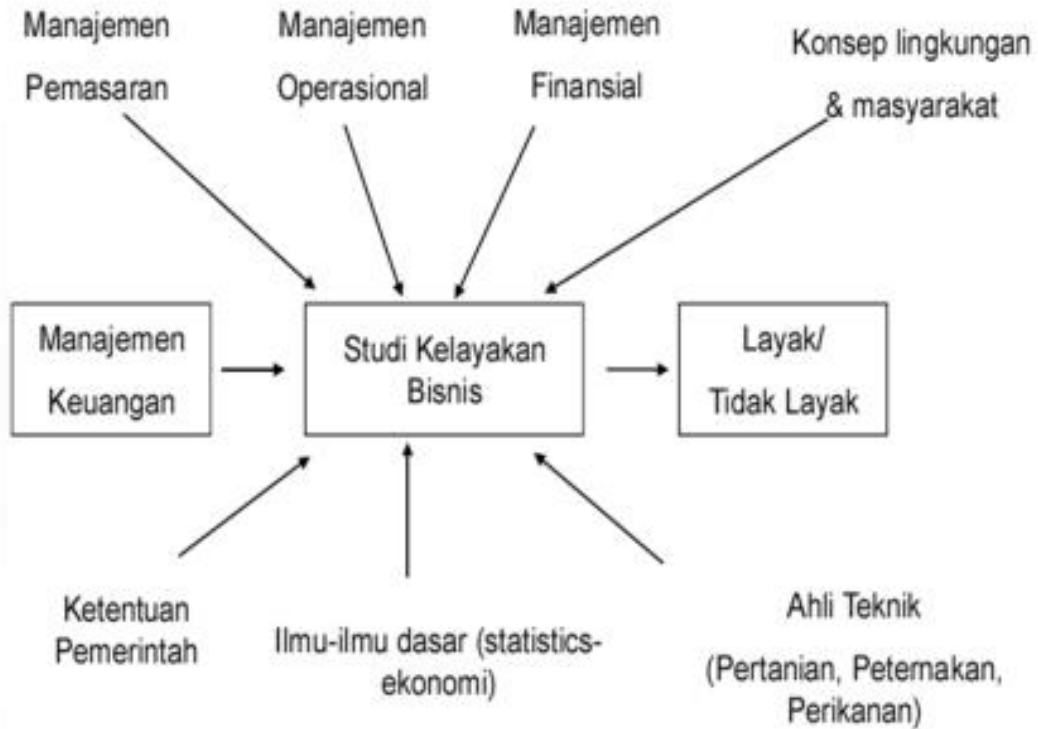 Manajemen
Pemasaran
Manajemen
Operasional
Manajemen
Finansial
Konsep lingkungan
& masyarakat
Manajemen
Keuangan
Studi Kelayakan
Bisnis
Layak/
Tidak Layak
Ketentuan
Pemerintah
Ilmu-ilmu dasar (statistics-
ekonomi)
Ahli Teknik
(Pertanian, Peternakan,
Perikanan)